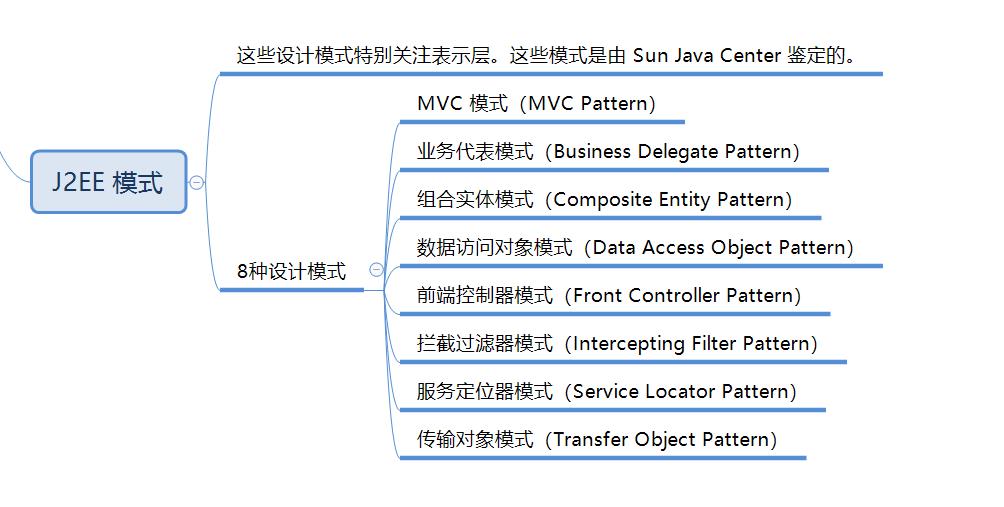 这些设计模式特别关注表示层。这些模式是由 Sun Java Center 鉴定的。
MVC 模式（MVC Pattern）
业务代表模式（Business Delegate Pattern）
J2EE 模式
组合实体模式（Composite Entity Pattern）
数据访问对象模式（Data Access Object Pattern）
8种设计模式
前端控制器模式（Front Controller Pattern）
拦截过滤器模式（Intercepting Filter Pattern）
服务定位器模式（Service Locator Pattern）
传输对象模式（Transfer Object Pattern）